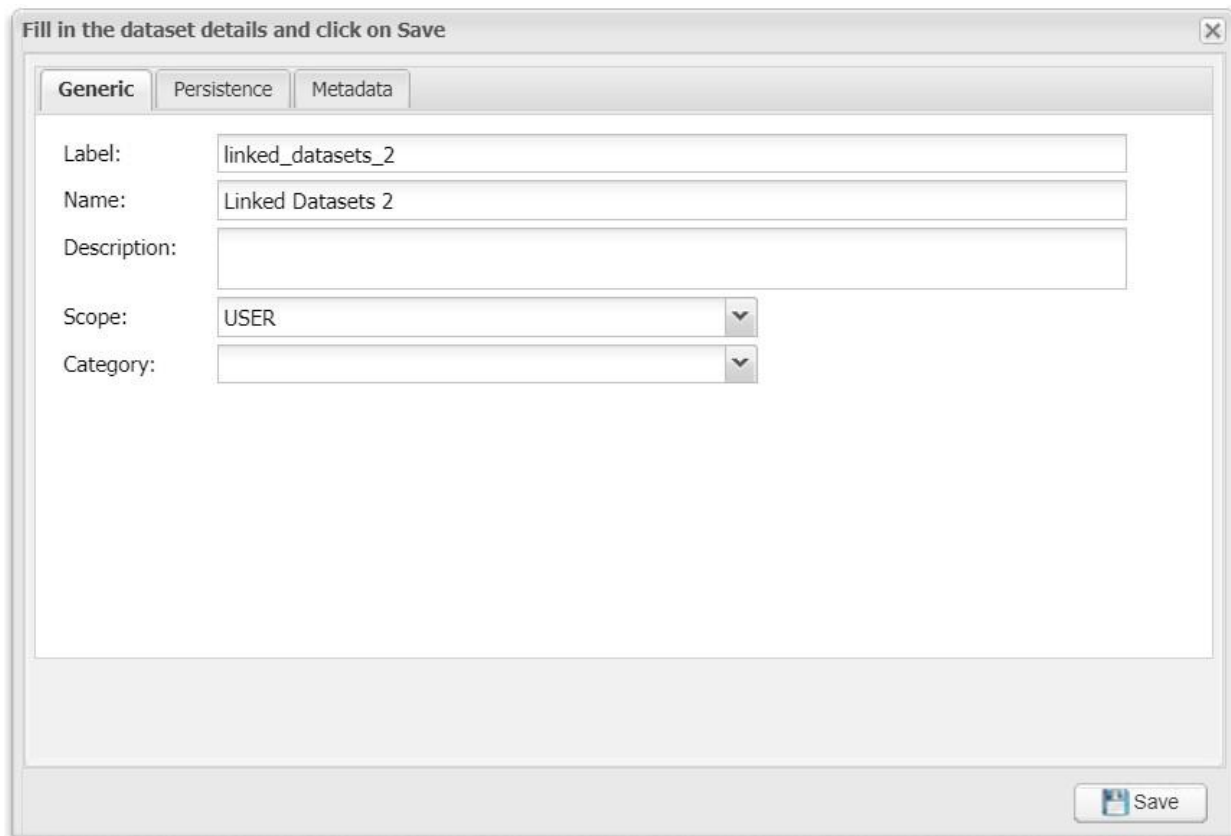 Fill in the dataset details and click on Save
Generic Persistence Metadata
Label: linked_datasets_2
Name: Linked Datasets 2
Description:
Scope: USER
Category:
Save